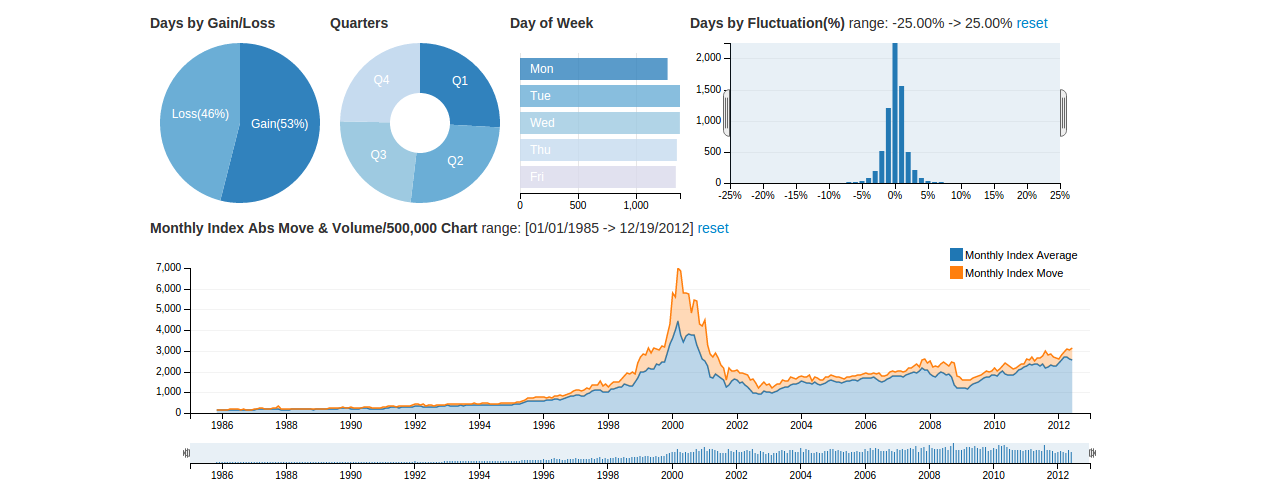 Days by Gain/Loss
Quarters
Day of Week
Days by Fluctuation(%) range: -25.00% -> 25.00% reset
Loss(46%)
Gain(53%)
Q4
Q1
Q3
Q2
Mon
Tue
Wed
Thu
Fri
0 500 1,000
2,000
1,500
1,000
500
0
-25% -20% -15% -10% -5% 0% 5% 10% 15% 20% 25%
Monthly Index Abs Move & Volume/500,000 Chart range: [01/01/1985 -> 12/19/2012] reset
Monthly Index Average
Monthly Index Move
7,000
6,000
5,000
4,000
3,000
2,000
1,000
0
1986 1988 1990 1992 1994 1996 1998 2000 2002 2004 2006 2008 2010 2012
1986 1988 1990 1992 1994 1996 1998 2000 2002 2004 2006 2008 2010 2012